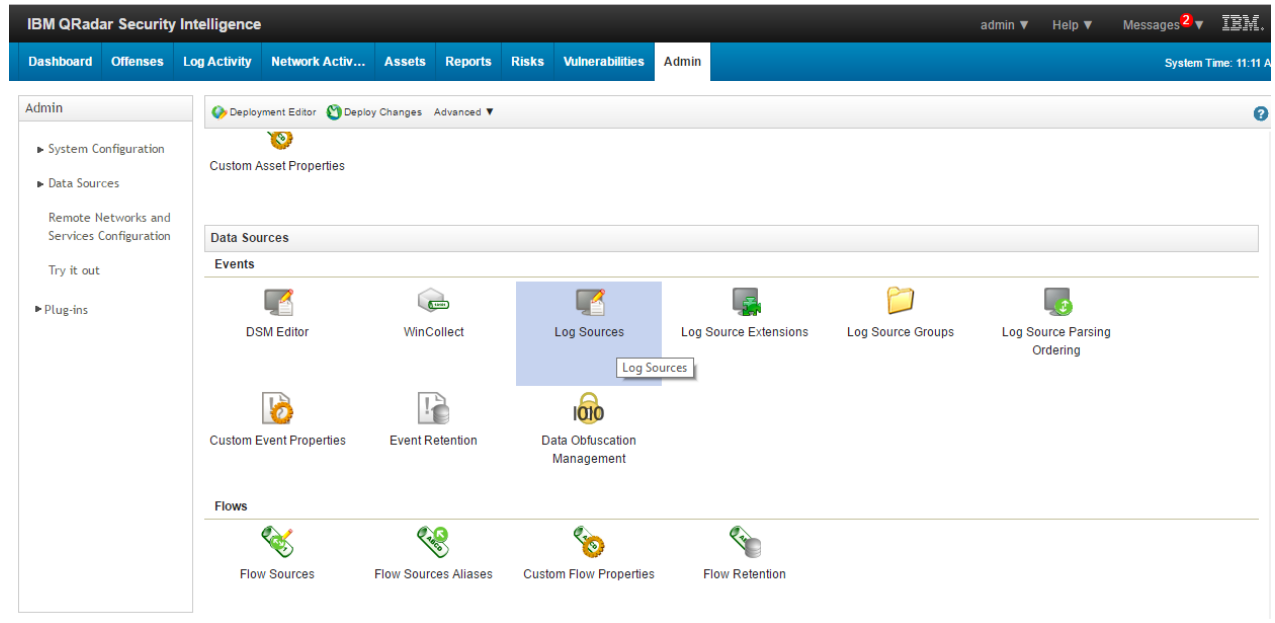 IBM QRadar Security Intelligence
admin ▼ Help ▼ Messages 2 ▼ IBM.
Dashboard Offenses Log Activity Network Activ... Assets Reports Risks Vulnerabilities Admin System Time: 11:11 A
Admin
Deployment Editor Deploy Changes Advanced ▼
System Configuration
Data Sources
Remote Networks and
Services Configuration
Try it out
Plug-ins
Custom Asset Properties
Data Sources
Events
DSM Editor WinCollect Log Sources Log Source Extensions Log Source Groups Log Source Parsing
Ordering
Log Sources
1010
Custom Event Properties Event Retention Data Obfuscation
Management
Flows
Flow Sources Flow Sources Aliases Custom Flow Properties Flow Retention